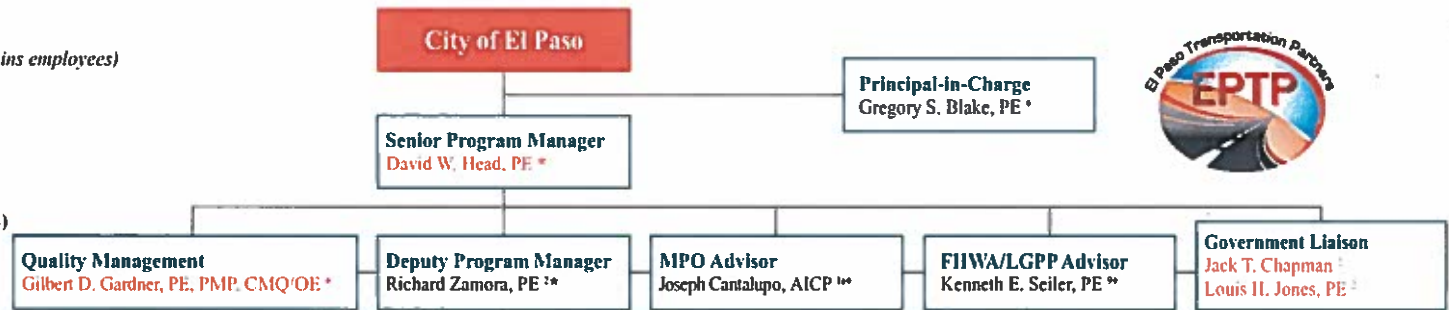 City of El Paso
ins employees)
Principal-in-Charge
Gregory S. Blake, PE *
El Paso Transportation Partners
EPTP
Senior Program Manager
David W. Head, PE *
)
Quality Management
Gilbert D. Gardner, PE, PMP, CMQ/OE *
Deputy Program Manager
Richard Zamora, PE ²*
MPO Advisor
Joseph Cantalupo, AICP
FHWA/LGPP Advisor
Kenneth E. Seiler, PE
Government Liaison
Jack T. Chapman
Louis H. Jones, PE